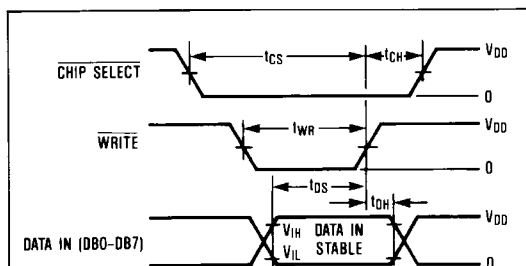 tCS tCH VDD
CHIP SELECT
0
tWR VDD
WRITE
0
tDS
tDH
VDD
VIH DATA IN
DATA IN (DB0-DB7) VIL STABLE
0